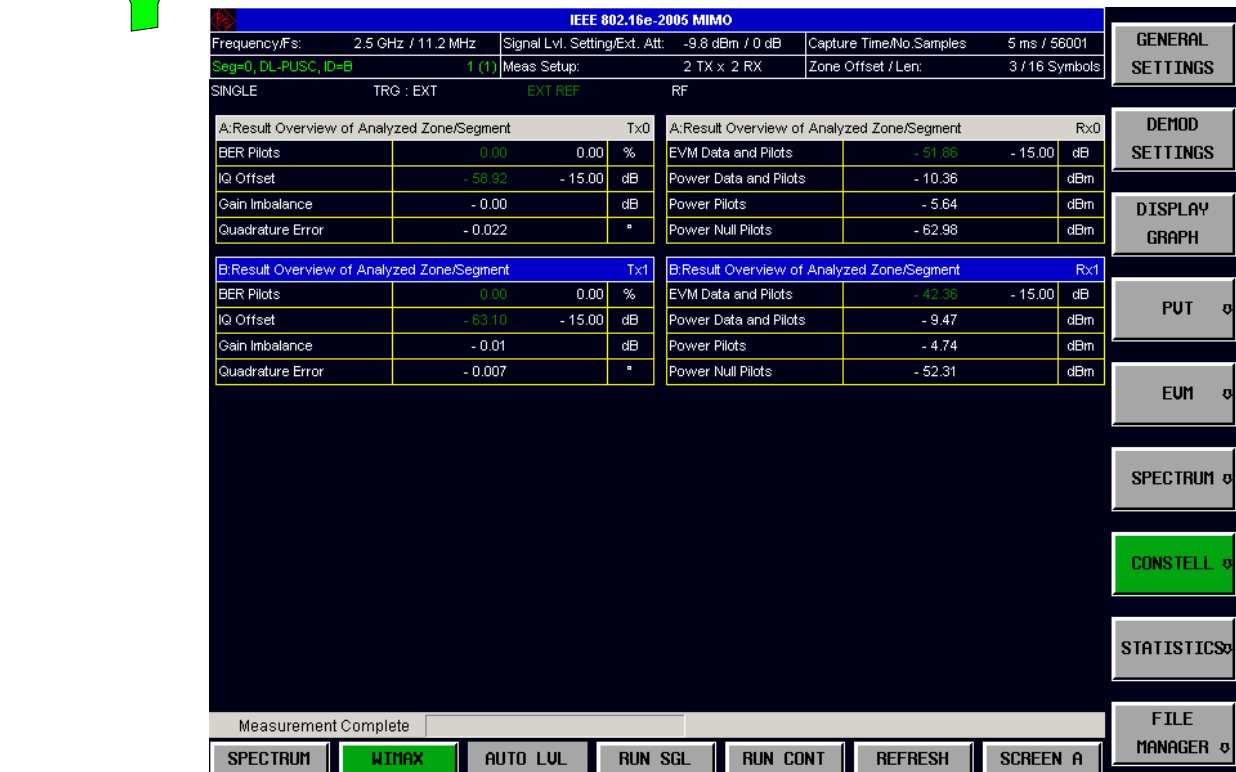 IEEE 802.16e-2005 MIMO
Frequency/Fs: 2.5 GHz / 11.2 MHz Signal Lvl. Setting/Ext. Att: -9.8 dBm / 0 dB Capture Time/No.Samples 5 ms / 56001
Seg=0, DL-PUSC, ID=B 1 (1) Meas Setup: 2 TX x 2 RX Zone Offset / Len: 3 / 16 Symbols
SINGLE TRG : EXT EXT REF RF
A:Result Overview of Analyzed Zone/Segment Tx0
BER Pilots 0.00 0.00 %
IQ Offset - 58.92 - 15.00 dB
Gain Imbalance - 0.00 dB
Quadrature Error - 0.022 °
A:Result Overview of Analyzed Zone/Segment Rx0
EVM Data and Pilots - 51.86 - 15.00 dB
Power Data and Pilots - 10.36 dBm
Power Pilots - 5.64 dBm
Power Null Pilots - 62.98 dBm
B:Result Overview of Analyzed Zone/Segment Tx1
BER Pilots 0.00 0.00 %
IQ Offset - 63.10 - 15.00 dB
Gain Imbalance - 0.01 dB
Quadrature Error - 0.007 °
B:Result Overview of Analyzed Zone/Segment Rx1
EVM Data and Pilots - 42.36 - 15.00 dB
Power Data and Pilots - 9.47 dBm
Power Pilots - 4.74 dBm
Power Null Pilots - 52.31 dBm
Measurement Complete
SPECTRUM WIMAX AUTO LVL RUN SGL RUN CONT REFRESH SCREEN A
GENERAL
SETTINGS
DEMOD
SETTINGS
DISPLAY
GRAPH
PVT
EVM
SPECTRUM
CONSTELL
STATISTICS
FILE
MANAGER